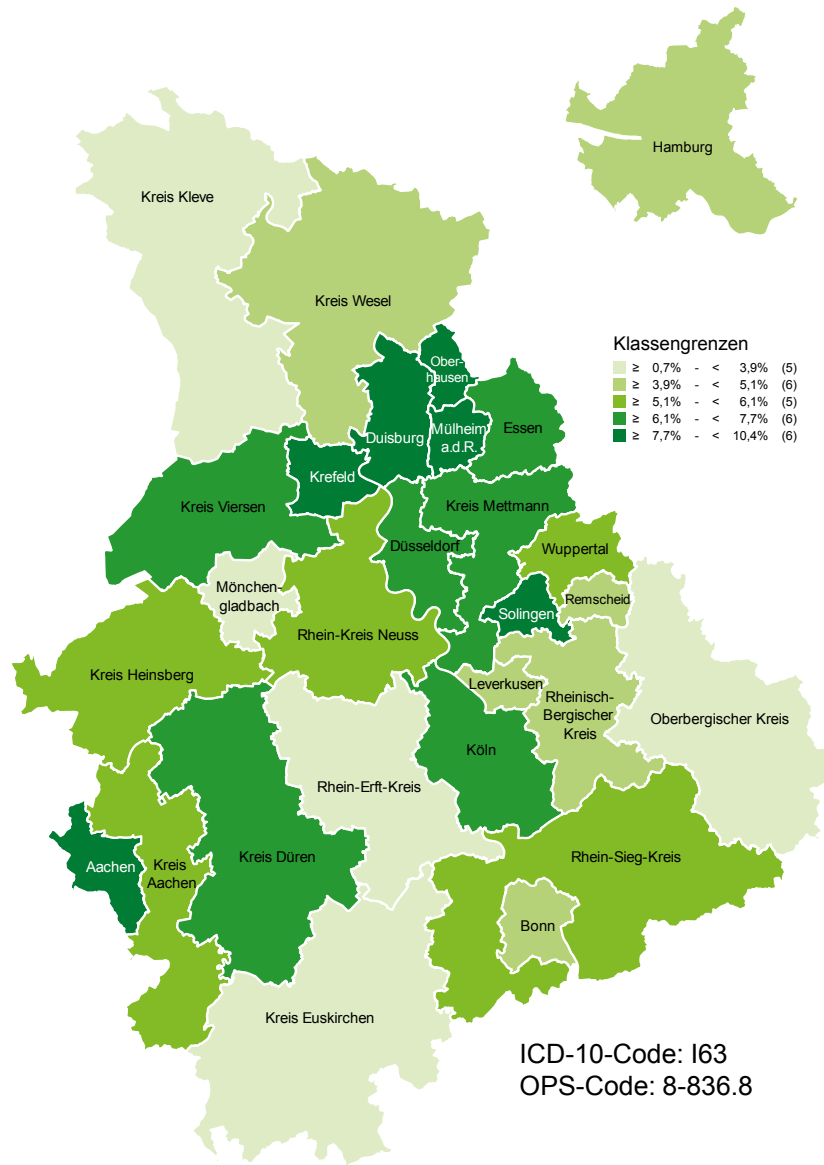 Hamburg
Kreis Kleve
Kreis Wesel
Klassengrenzen
≥ 0,7% - < 3,9% (5)
≥ 3,9% - < 5,1% (6)
≥ 5,1% - < 6,1% (5)
≥ 6,1% - < 7,7% (6)
≥ 7,7% - < 10,4% (6)
Ober-
hausen
Duisburg
Mülheim
a.d.R.
Essen
Krefeld
Kreis Viersen
Kreis Mettmann
Düsseldorf
Wuppertal
Mönchen-
gladbach
Remscheid
Solingen
Rhein-Kreis Neuss
Kreis Heinsberg
Leverkusen
Rheinisch-
Bergischer
Kreis
Oberbergischer Kreis
Köln
Rhein-Erft-Kreis
Kreis Düren
Aachen
Kreis
Aachen
Rhein-Sieg-Kreis
Bonn
Kreis Euskirchen
ICD-10-Code: I63
OPS-Code: 8-836.8